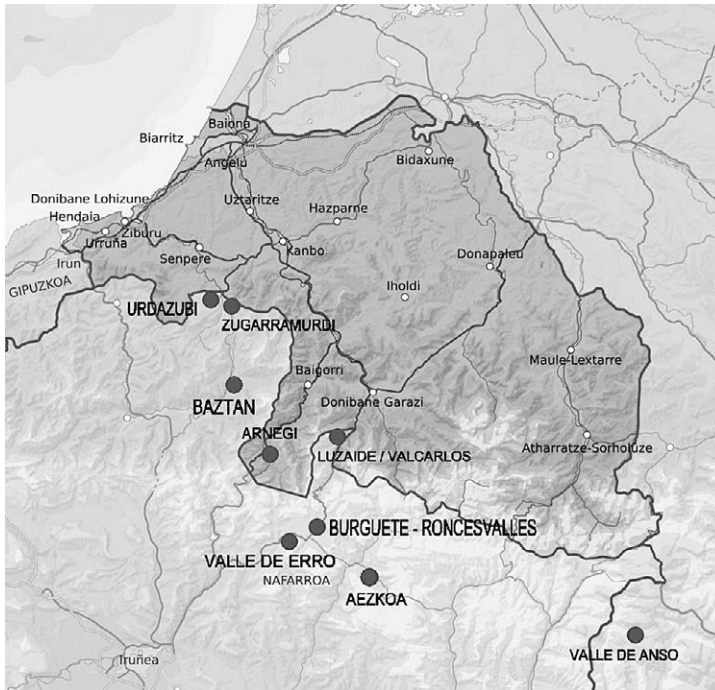 Baiona
Biarritz
Angelu
Bidaxune
Donibane Lohizune
Uztaritze
Hazparne
Hendaia
Ziburu
Urruña
Kanbo
Senpere
Donapaleu
Irun
GIPUZKOA
Iholdi
URDAZUBI
ZUGARRAMURDI
Maule-Lextarre
Baigorri
BAZTAN
Donibane Garazi
ARNEGI
LUZAIDE / VALCARLOS
Atharratze-Sorholüze
BURGUETE - RONCESVALLES
VALLE DE ERRO
NAFARROA
AEZKOA
Iruñea
VALLE DE ANSO